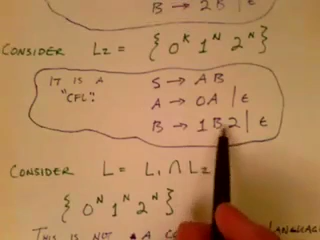 B → 2B | ε
CONSIDER L₂ = { 0ᴷ 1ᴺ 2ᴺ }
IT IS A "CFL":
S → AB
A → 0A | ε
B → 1B2 | ε
CONSIDER L = L₁ ∩ L₂
{ 0ᴺ 1ᴺ 2ᴺ }
THIS IS NOT A